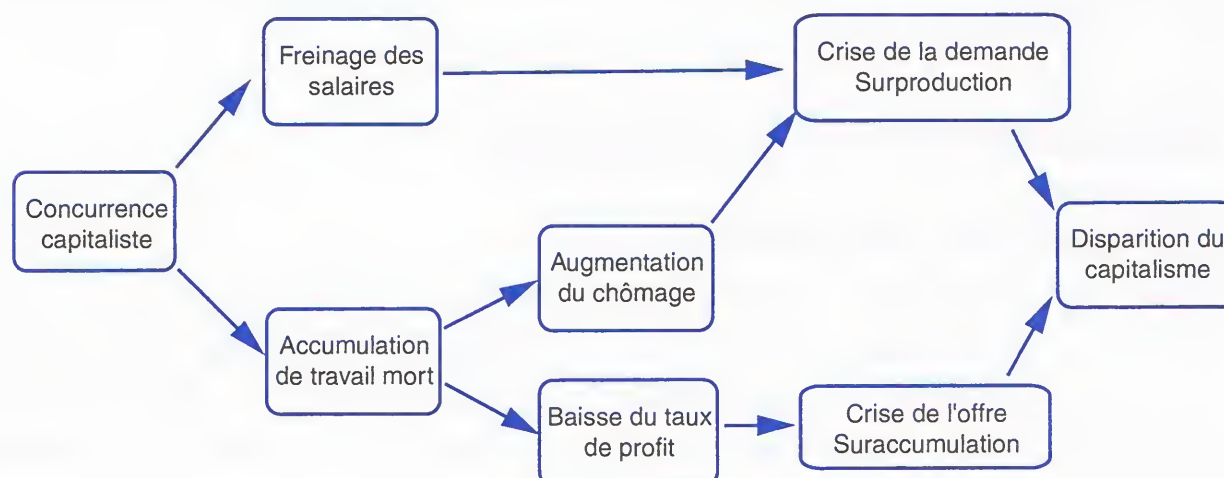 Freinage des
salaires
Crise de la demande
Surproduction
Concurrence
capitaliste
Augmentation
du chômage
Disparition du
capitalisme
Accumulation
de travail mort
Baisse du taux
de profit
Crise de l'offre
Suraccumulation